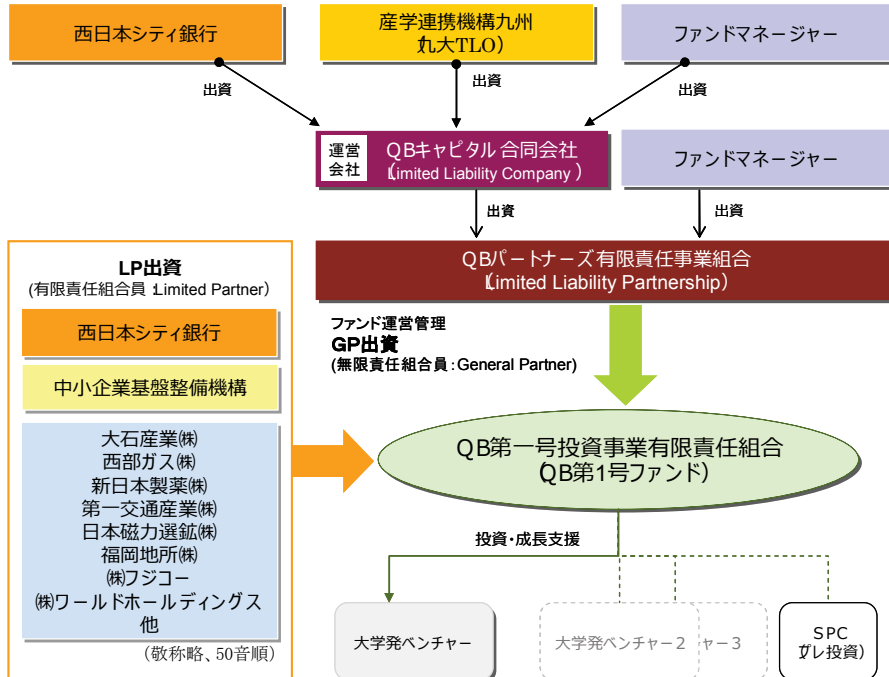 西日本シティ銀行
産学連携機構九州
(九大TLO)
ファンドマネージャー
出資
出資
出資
運営
会社
QBキャピタル合同会社
(Limited Liability Company)
ファンドマネージャー
出資
出資
QBパートナーズ有限責任事業組合
(Limited Liability Partnership)
LP出資
(有限責任組合員:Limited Partner)
西日本シティ銀行
中小企業基盤整備機構
大石産業㈱
西部ガス㈱
新日本製薬㈱
第一交通産業㈱
日本磁力選鉱㈱
福岡地所㈱
㈱フジコー
㈱ワールドホールディングス
他
(敬称略、50音順)
ファンド運営管理
GP出資
(無限責任組合員:General Partner)
QB第一号投資事業有限責任組合
(QB第1号ファンド)
投資・成長支援
大学発ベンチャー
大学発ベンチャー2
チャー3
SPC
(プレ投資)